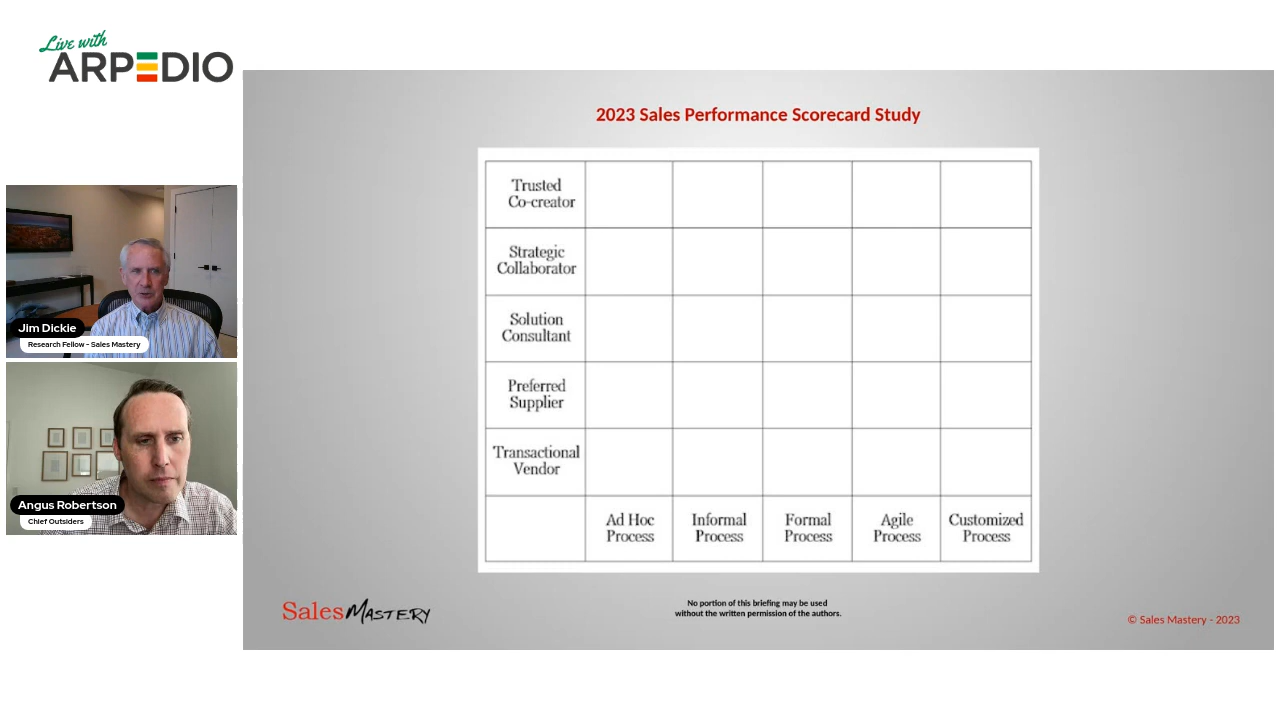 Live with
ARPEDIO
Jim Dickie
Research Fellow - Sales Mastery
Angus Robertson
Chief Outsiders
2023 Sales Performance Scorecard Study
Trusted
Co-creator
Strategic
Collaborator
Solution
Consultant
Preferred
Supplier
Transactional
Vendor
Ad Hoc
Process
Informal
Process
Formal
Process
Agile
Process
Customized
Process
Sales MASTERY
No portion of this briefing may be used
without the written permission of the authors.
© Sales Mastery - 2023